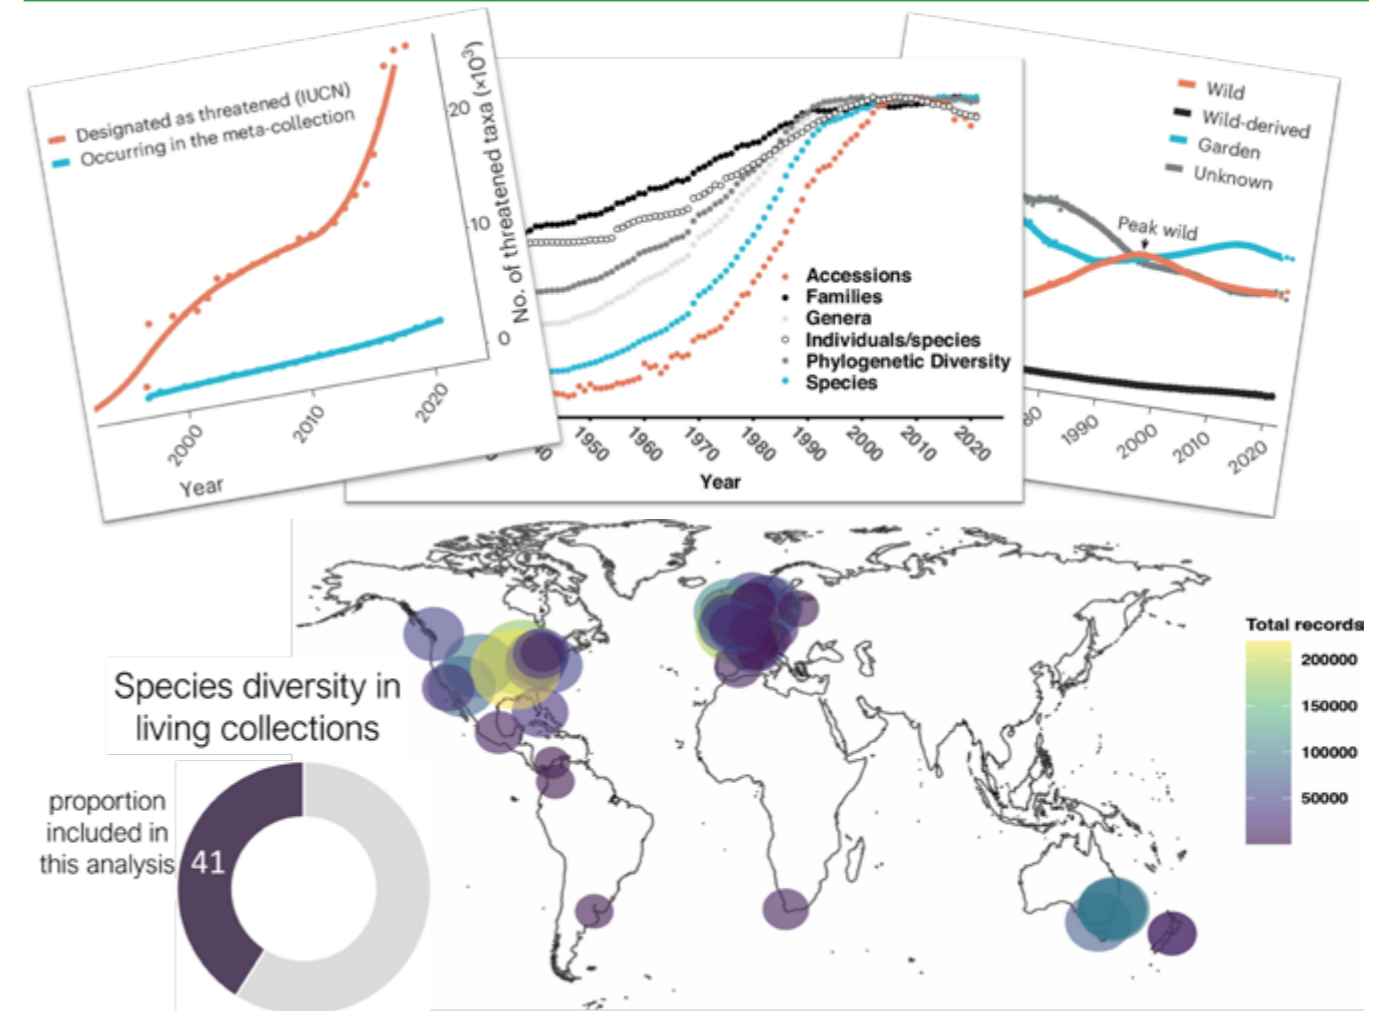 Designated as threatened (IUCN)
Occurring in the meta-collection
No. of threatened taxa (×10³)
20
10
0
2000
2010
2020
Year
Accessions
Families
Genera
Individuals/species
Phylogenetic Diversity
Species
40
1950
1960
1970
1980
1990
2000
2010
2020
Year
Wild
Wild-derived
Garden
Unknown
Peak wild
80
1990
2000
2010
2020
Species diversity in
living collections
proportion
included in
this analysis
41
Total records
200000
150000
100000
50000